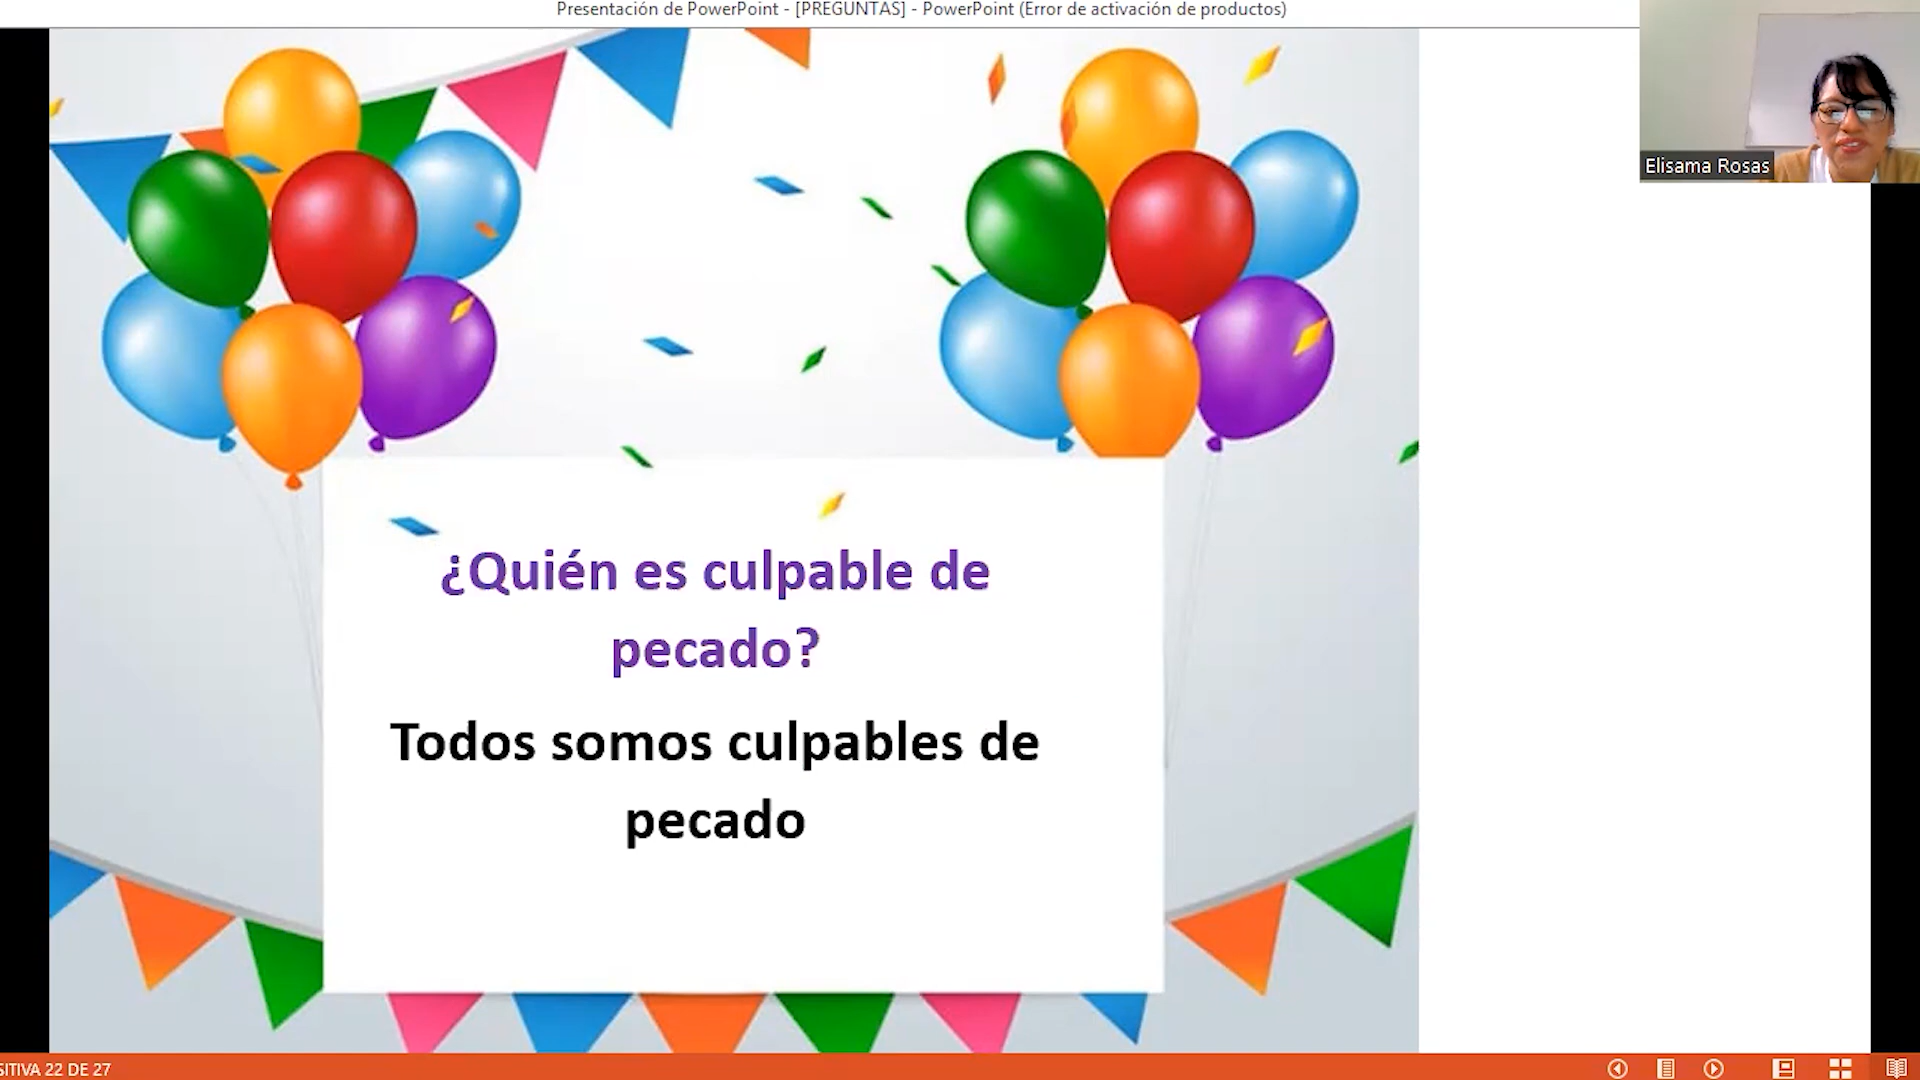 Presentación de PowerPoint - [PREGUNTAS] - PowerPoint (Error de activación de productos)
Elisama Rosas
¿Quién es culpable de
pecado?
Todos somos culpables de
pecado
SITIVA 22 DE 27